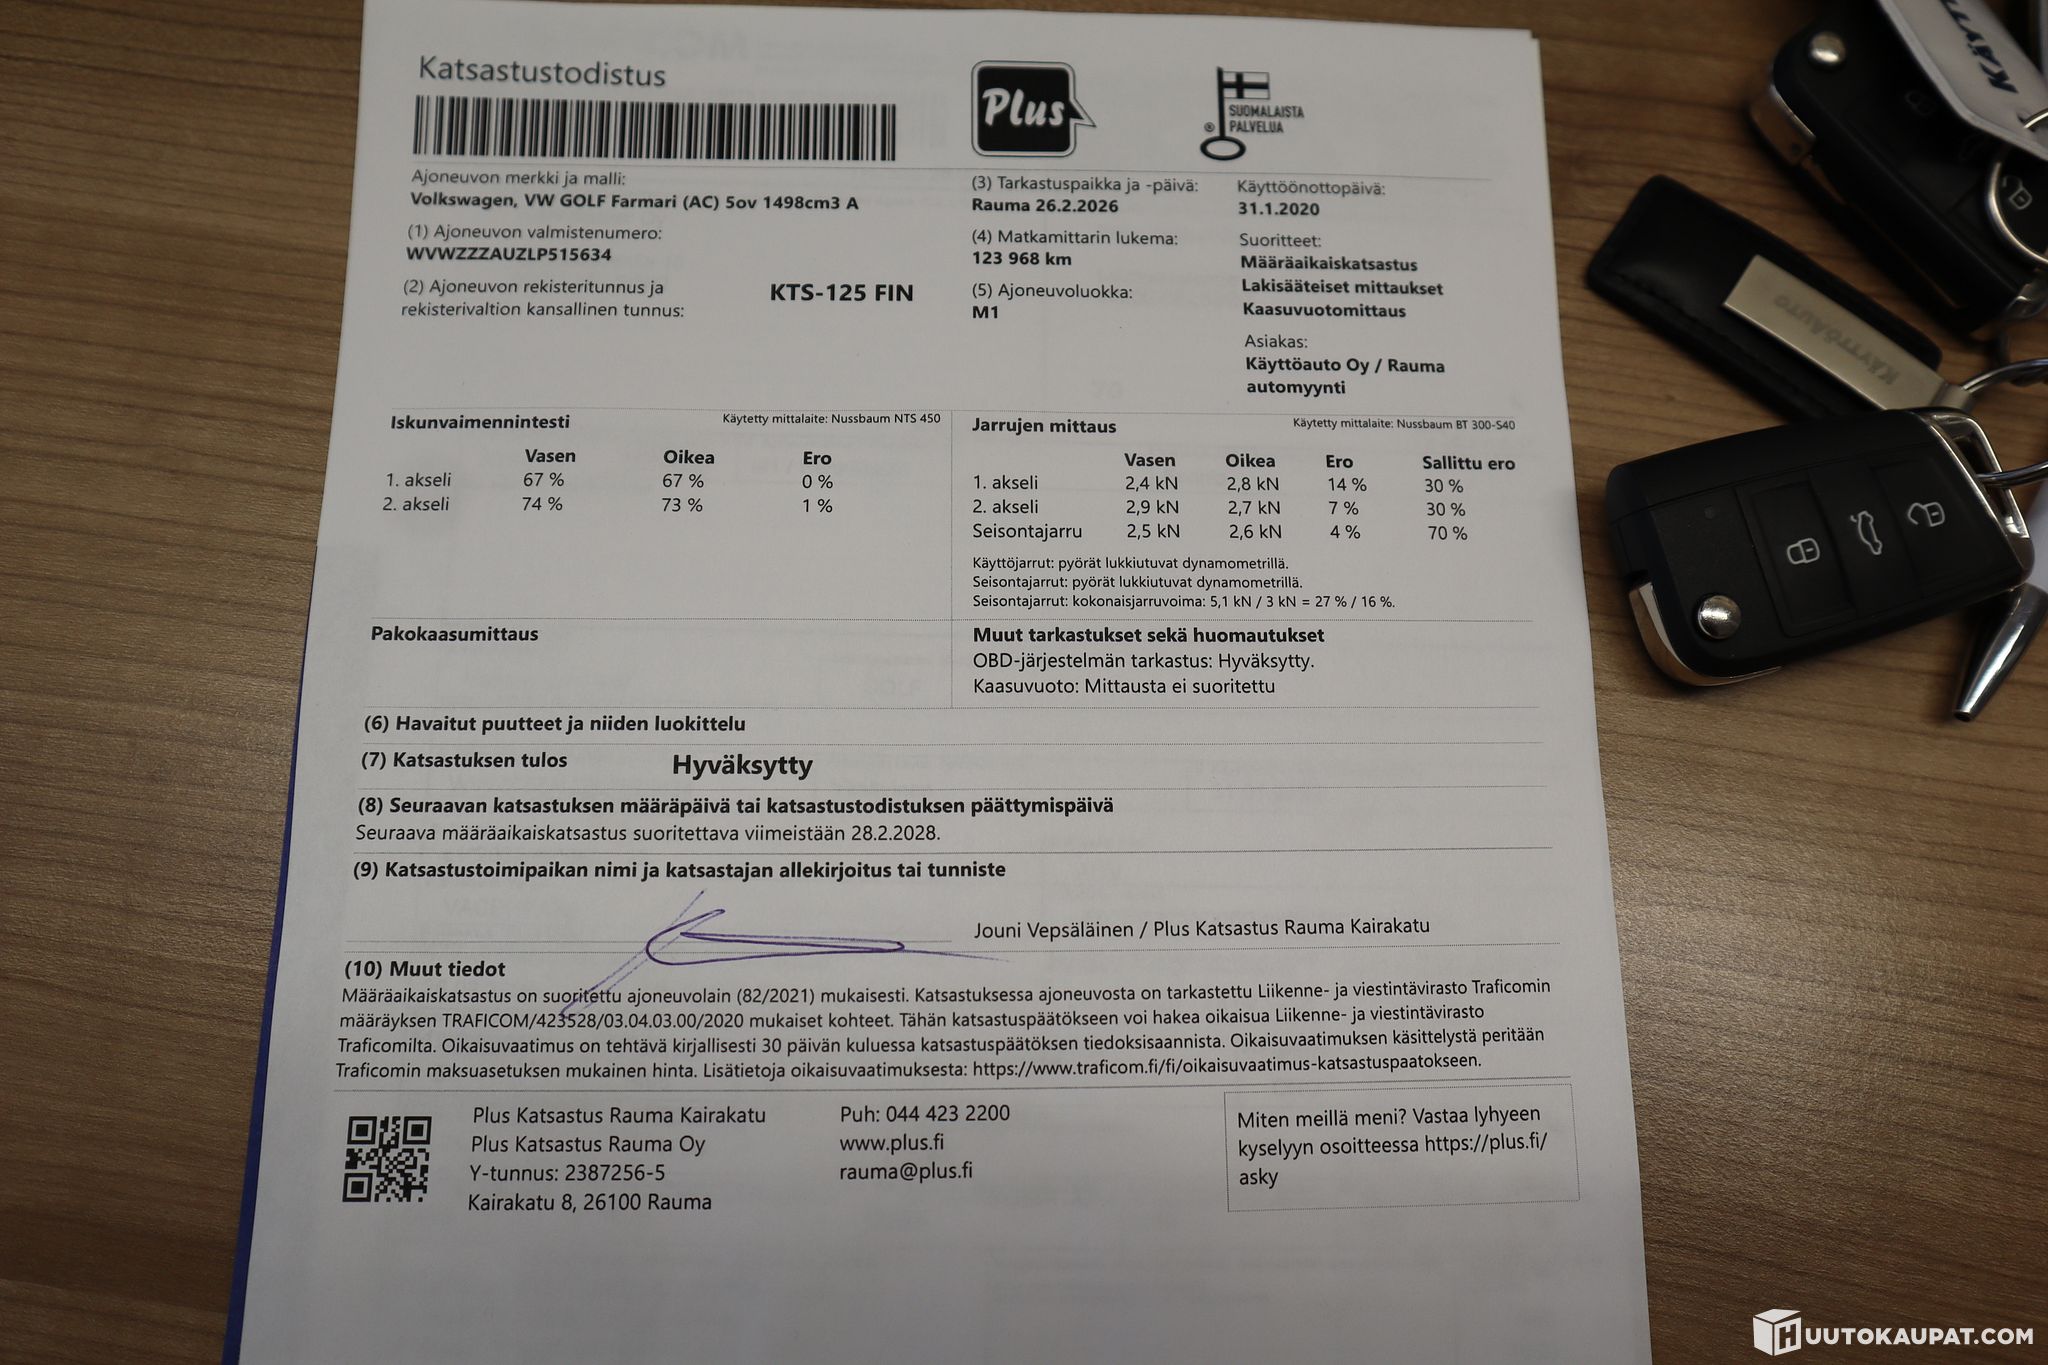 Katsastustodistus
Plus
SUOMALAISTA
PALVELUA
®
Ajoneuvon merkki ja malli:
Volkswagen, VW GOLF Farmari (AC) 5ov 1498cm3 A
(1) Ajoneuvon valmistenumero:
WVWZZZAUZLP515634
(2) Ajoneuvon rekisteritunnus ja
rekisterivaltion kansallinen tunnus:
KTS-125 FIN
(3) Tarkastuspaikka ja -päivä:
Rauma 26.2.2026
(4) Matkamittarin lukema:
123 968 km
(5) Ajoneuvoluokka:
M1
Käyttöönottopäivä:
31.1.2020
Suoritteet:
Määräaikaiskatsastus
Lakisääteiset mittaukset
Kaasuvuotomittaus
Asiakas:
Käyttöauto Oy / Rauma
automyynti
Iskunvaimennintesti Käytetty mittalaite: Nussbaum NTS 450
Vasen Oikea Ero
1. akseli 67 % 67 % 0 %
2. akseli 74 % 73 % 1 %
Jarrujen mittaus Käytetty mittalaite: Nussbaum BT 300-S40
Vasen Oikea Ero Sallittu ero
1. akseli 2,4 kN 2,8 kN 14 % 30 %
2. akseli 2,9 kN 2,7 kN 7 % 30 %
Seisontajarru 2,5 kN 2,6 kN 4 % 70 %
Käyttöjarrut: pyörät lukkiutuvat dynamometrillä.
Seisontajarrut: pyörät lukkiutuvat dynamometrillä.
Seisontajarrut: kokonaisjarruvoima: 5,1 kN / 3 kN = 27 % / 16 %.
Pakokaasumittaus
Muut tarkastukset sekä huomautukset
OBD-järjestelmän tarkastus: Hyväksytty.
Kaasuvuoto: Mittausta ei suoritettu
(6) Havaitut puutteet ja niiden luokittelu
(7) Katsastuksen tulos Hyväksytty
(8) Seuraavan katsastuksen määräpäivä tai katsastustodistuksen päättymispäivä
Seuraava määräaikaiskatsastus suoritettava viimeistään 28.2.2028.
(9) Katsastustoimipaikan nimi ja katsastajan allekirjoitus tai tunniste
Jouni Vepsäläinen / Plus Katsastus Rauma Kairakatu
(10) Muut tiedot
Määräaikaiskatsastus on suoritettu ajoneuvolain (82/2021) mukaisesti. Katsastuksessa ajoneuvosta on tarkastettu Liikenne- ja viestintävirasto Traficomin
määräyksen TRAFICOM/423528/03.04.03.00/2020 mukaiset kohteet. Tähän katsastuspäätökseen voi hakea oikaisua Liikenne- ja viestintävirasto
Traficomilta. Oikaisuvaatimus on tehtävä kirjallisesti 30 päivän kuluessa katsastuspäätöksen tiedoksisaannista. Oikaisuvaatimuksen käsittelystä peritään
Traficomin maksuasetuksen mukainen hinta. Lisätietoja oikaisuvaatimuksesta: https://www.traficom.fi/fi/oikaisuvaatimus-katsastuspaatokseen.
Plus Katsastus Rauma Kairakatu
Plus Katsastus Rauma Oy
Y-tunnus: 2387256-5
Kairakatu 8, 26100 Rauma
Puh: 044 423 2200
www.plus.fi
rauma@plus.fi
Miten meillä meni? Vastaa lyhyeen
kyselyyn osoitteessa https://plus.fi/
asky
KÄYTTÖAUTO
HUUTOKAUPAT.COM